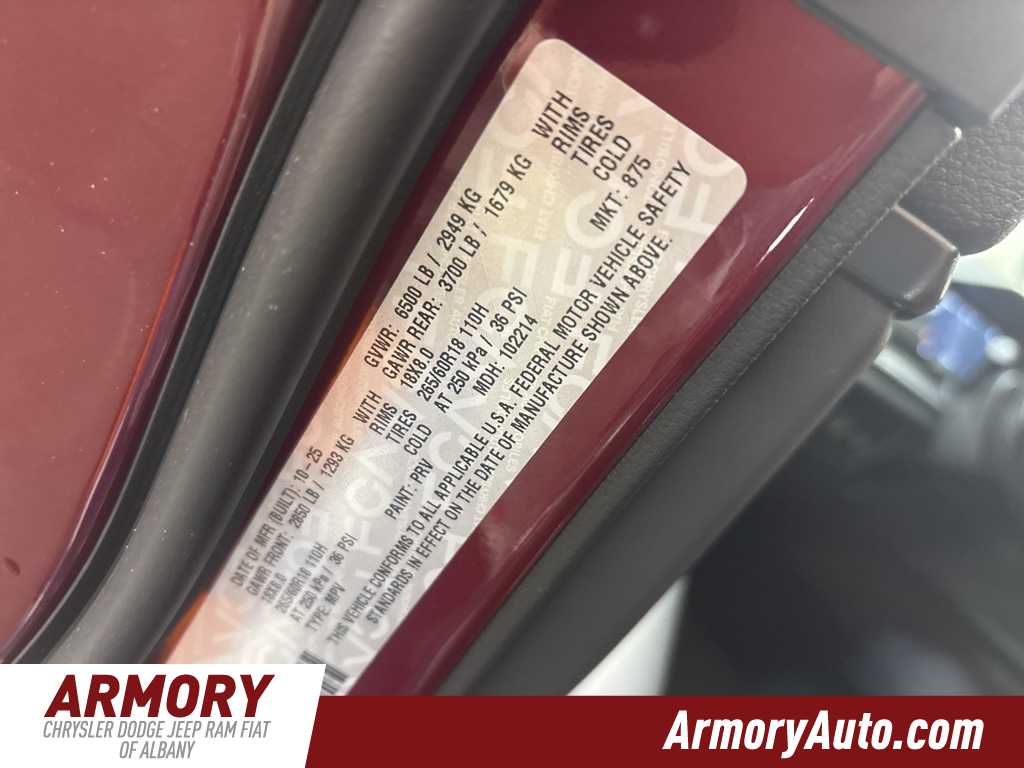 DATE OF MFR (BUILT): 10-25 GVWR: 6500 LB / 2949 KG
GAWR FRONT: 2850 LB / 1293 KG WITH GAWR REAR: 3700 LB / 1679 KG WITH
18X8.0 RIMS 18X8.0 RIMS
265/60R18 110H TIRES 265/60R18 110H TIRES
AT 250 kPa / 36 PSI COLD AT 250 kPa / 36 PSI COLD
TYPE: MPV PAINT: PRV MDH: 102214 MKT: 875
THIS VEHICLE CONFORMS TO ALL APPLICABLE U.S.A. FEDERAL MOTOR VEHICLE SAFETY
STANDARDS IN EFFECT ON THE DATE OF MANUFACTURE SHOWN ABOVE.
ARMORY
CHRYSLER DODGE JEEP RAM FIAT
OF ALBANY
ArmoryAuto.com